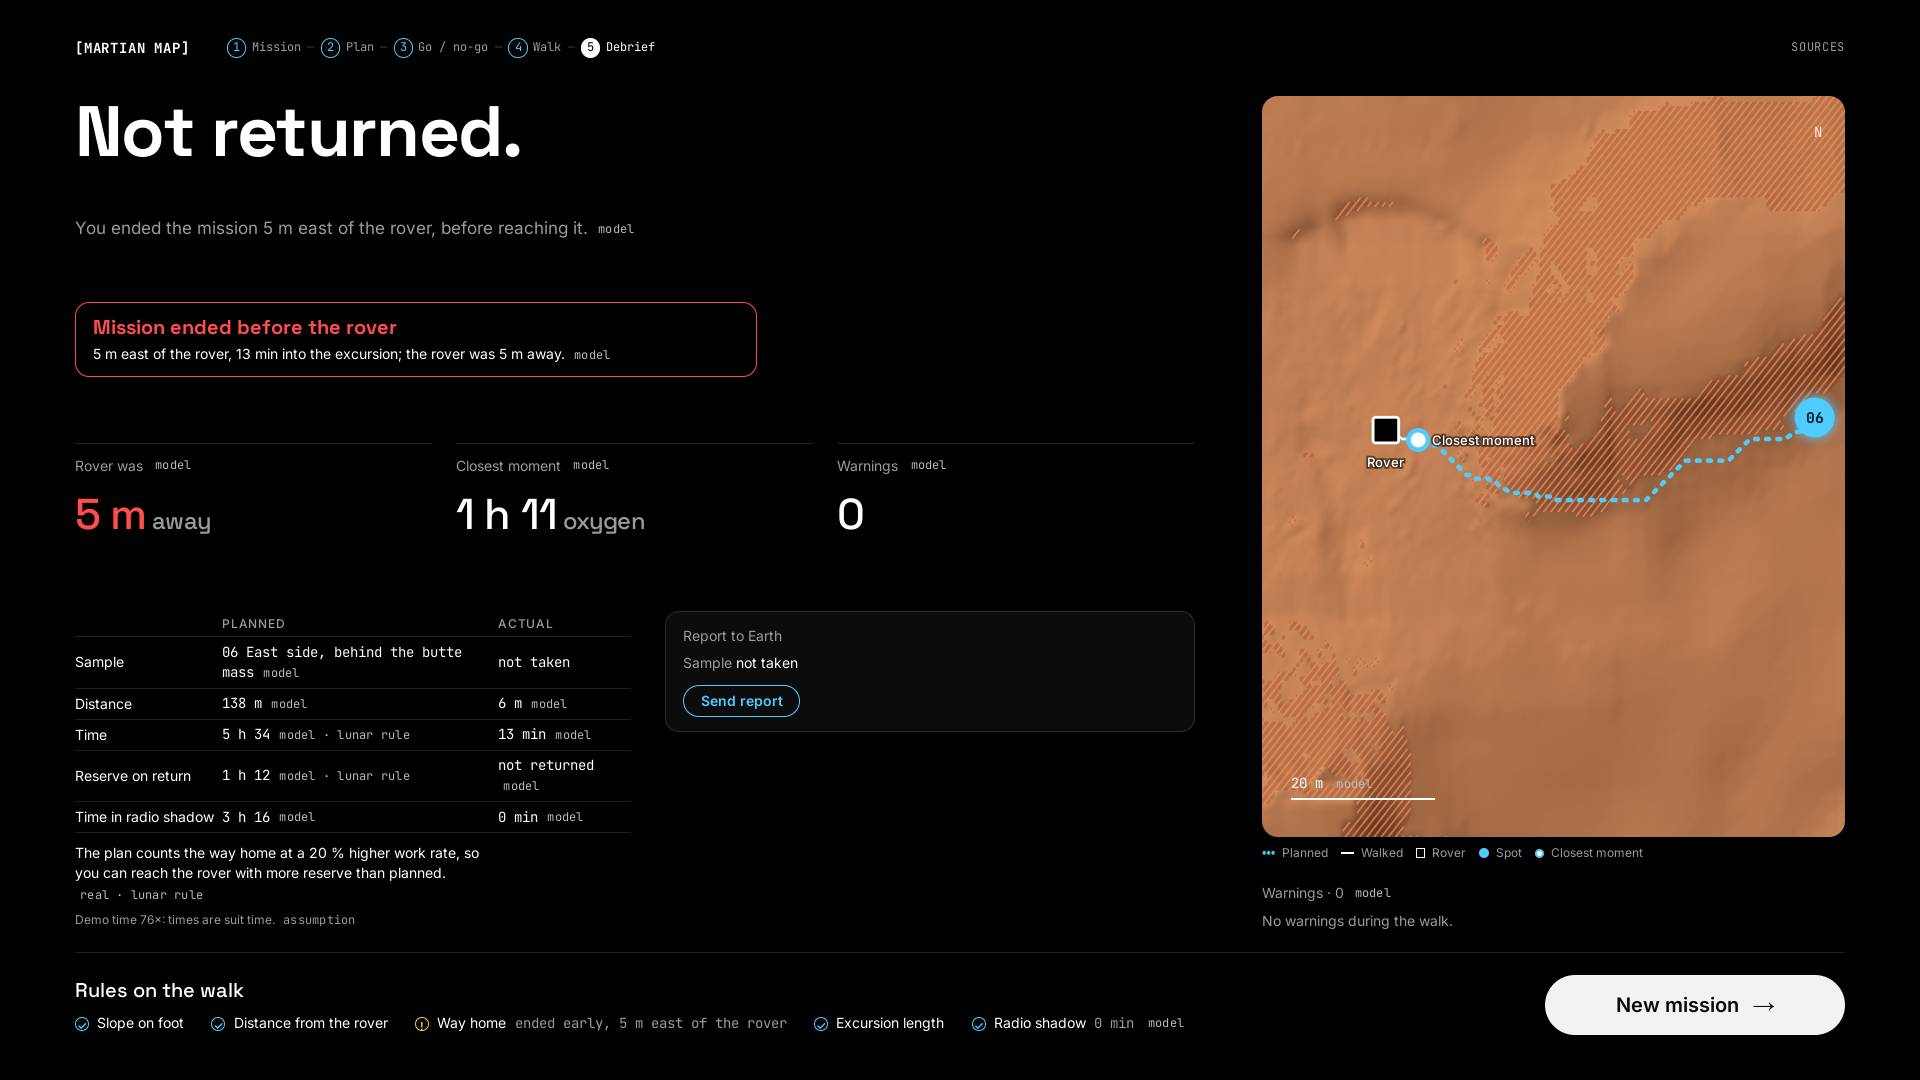 [MARTIAN MAP] 1 Mission — 2 Plan — 3 Go / no-go — 4 Walk — 5 Debrief SOURCES
Not returned.
You ended the mission 5 m east of the rover, before reaching it. model
Mission ended before the rover
5 m east of the rover, 13 min into the excursion; the rover was 5 m away. model
Rover was model
5 m away
Closest moment model
1 h 11 oxygen
Warnings model
0
PLANNED ACTUAL
Sample 06 East side, behind the butte mass model not taken
Distance 138 m model 6 m model
Time 5 h 34 model · lunar rule 13 min model
Reserve on return 1 h 12 model · lunar rule not returned model
Time in radio shadow 3 h 16 model 0 min model
The plan counts the way home at a 20 % higher work rate, so
you can reach the rover with more reserve than planned.
real · lunar rule
Demo time 76×: times are suit time. assumption
Report to Earth
Sample not taken
Send report
N
06
Closest moment
Rover
20 m model
Planned Walked Rover Spot Closest moment
Warnings · 0 model
No warnings during the walk.
Rules on the walk
Slope on foot Distance from the rover Way home ended early, 5 m east of the rover Excursion length Radio shadow 0 min model
New mission →